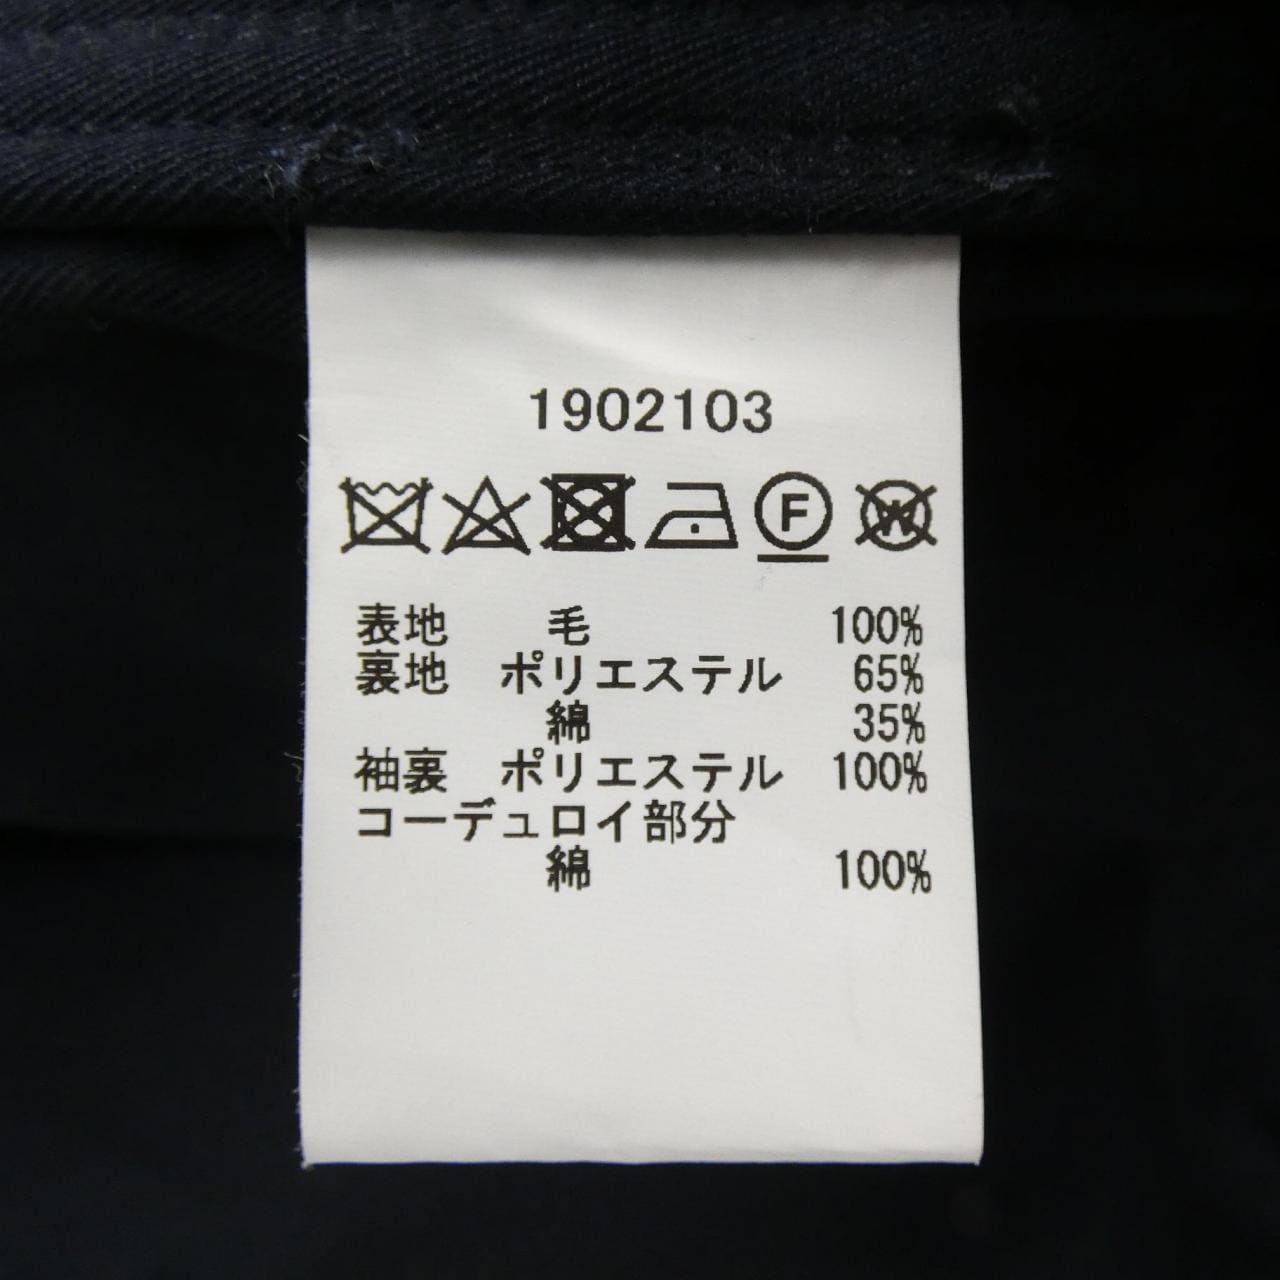 1902103
F W
表地 毛 100%
裏地 ポリエステル 65%
綿 35%
袖裏 ポリエステル 100%
コーデュロイ部分
綿 100%